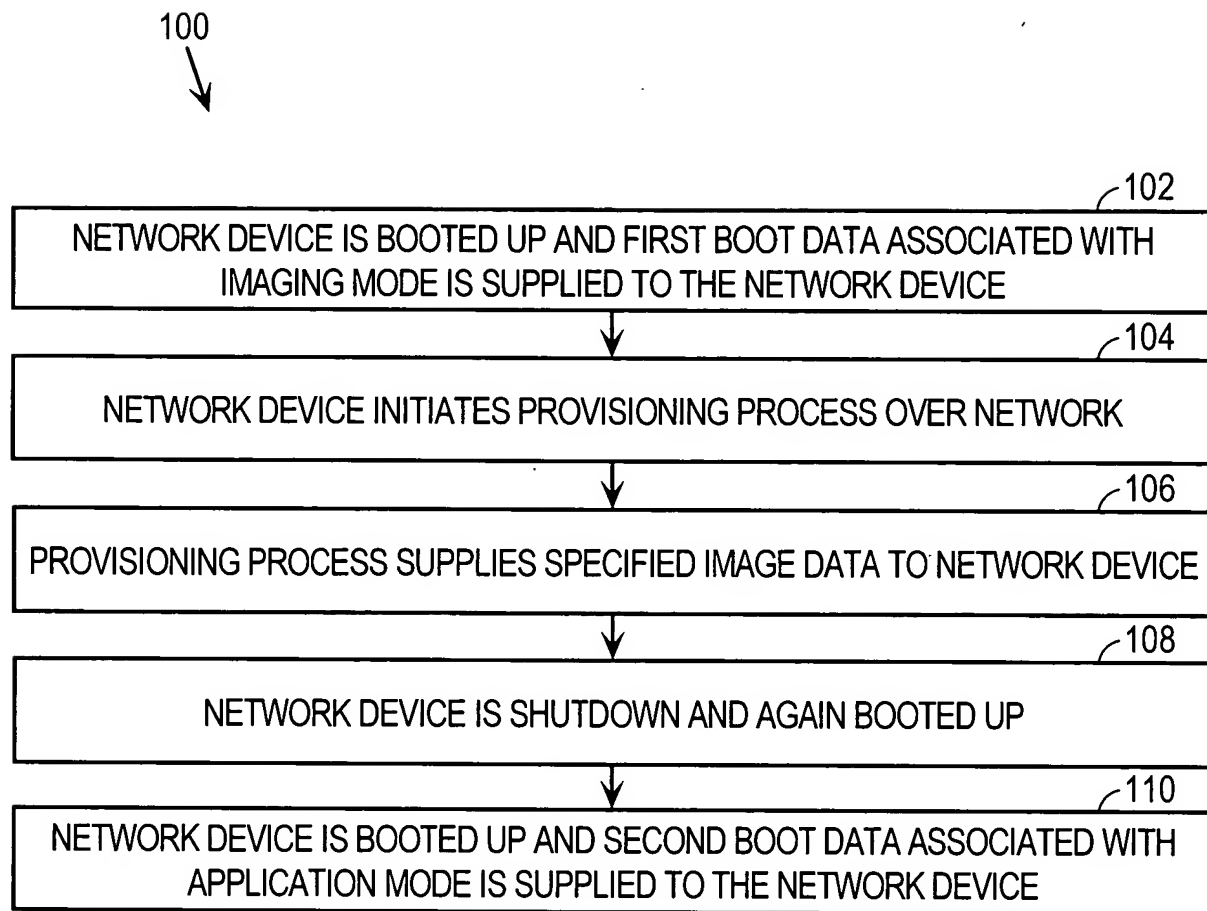 100
102
NETWORK DEVICE IS BOOTED UP AND FIRST BOOT DATA ASSOCIATED WITH
IMAGING MODE IS SUPPLIED TO THE NETWORK DEVICE
104
NETWORK DEVICE INITIATES PROVISIONING PROCESS OVER NETWORK
106
PROVISIONING PROCESS SUPPLIES SPECIFIED IMAGE DATA TO NETWORK DEVICE
108
NETWORK DEVICE IS SHUTDOWN AND AGAIN BOOTED UP
110
NETWORK DEVICE IS BOOTED UP AND SECOND BOOT DATA ASSOCIATED WITH
APPLICATION MODE IS SUPPLIED TO THE NETWORK DEVICE